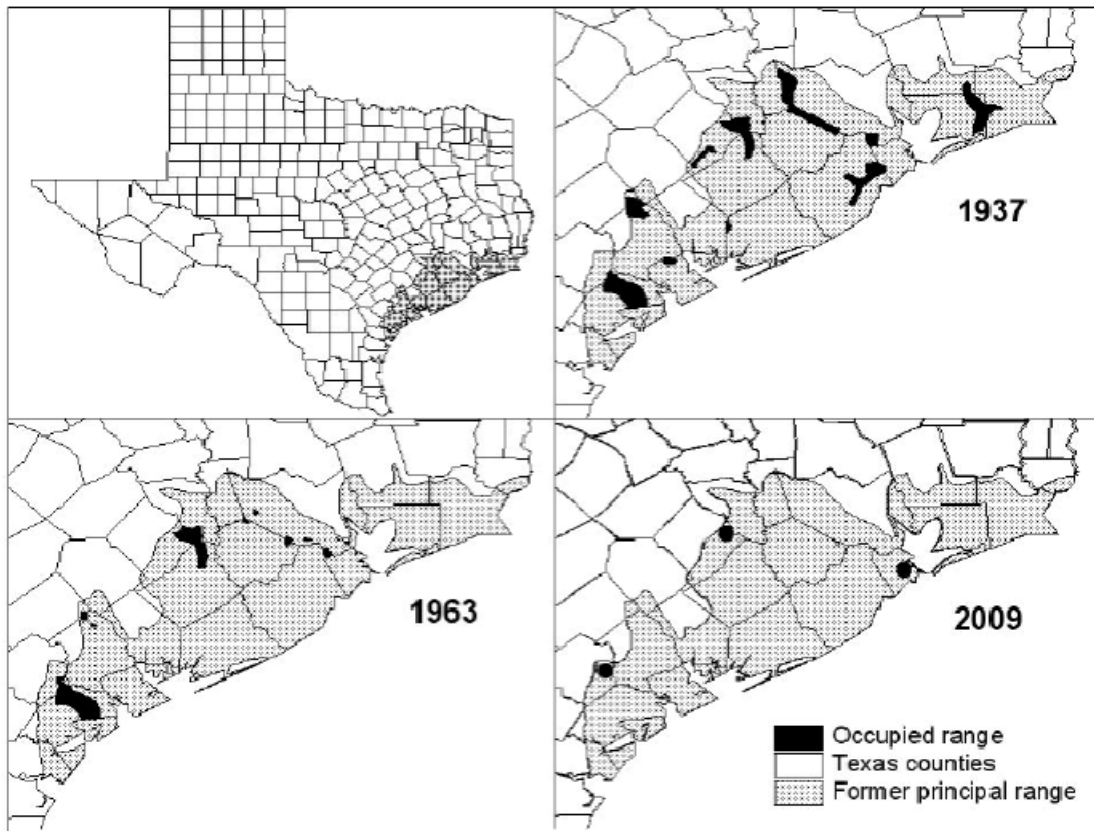 1937
1963
2009
Occupied range
Texas counties
Former principal range